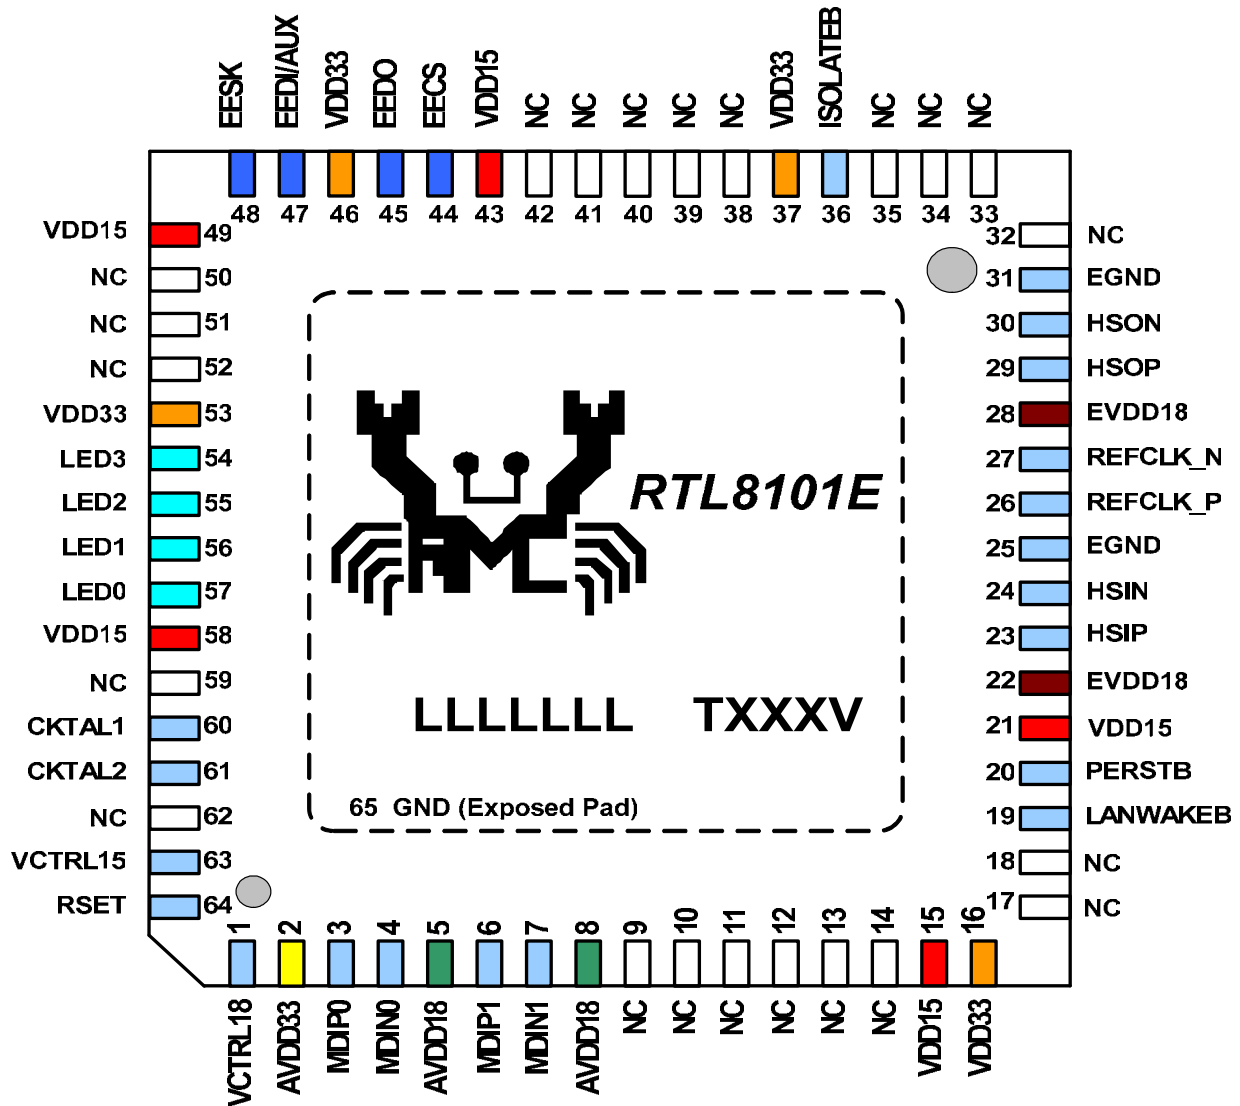 EESK
EEDI/AUX
VDD33
EEDO
EECS
VDD15
NC
NC
NC
NC
NC
VDD33
ISOLATEB
NC
NC
NC
48 47 46 45 44 43 42 41 40 39 38 37 36 35 34 33
VDD15 49
NC 50
NC 51
NC 52
VDD33 53
LED3 54
LED2 55
LED1 56
LED0 57
VDD15 58
NC 59
CKTAL1 60
CKTAL2 61
NC 62
VCTRL15 63
RSET 64
RTL8101E
LLLLLLL TXXXV
65 GND (Exposed Pad)
32 NC
31 EGND
30 HSON
29 HSOP
28 EVDD18
27 REFCLK_N
26 REFCLK_P
25 EGND
24 HSIN
23 HSIP
22 EVDD18
21 VDD15
20 PERSTB
19 LANWAKEB
18 NC
17 NC
1 2 3 4 5 6 7 8 9 10 11 12 13 14 15 16
VCTRL18
AVDD33
MDIP0
MDIN0
AVDD18
MDIP1
MDIN1
AVDD18
NC
NC
NC
NC
NC
NC
VDD15
VDD33